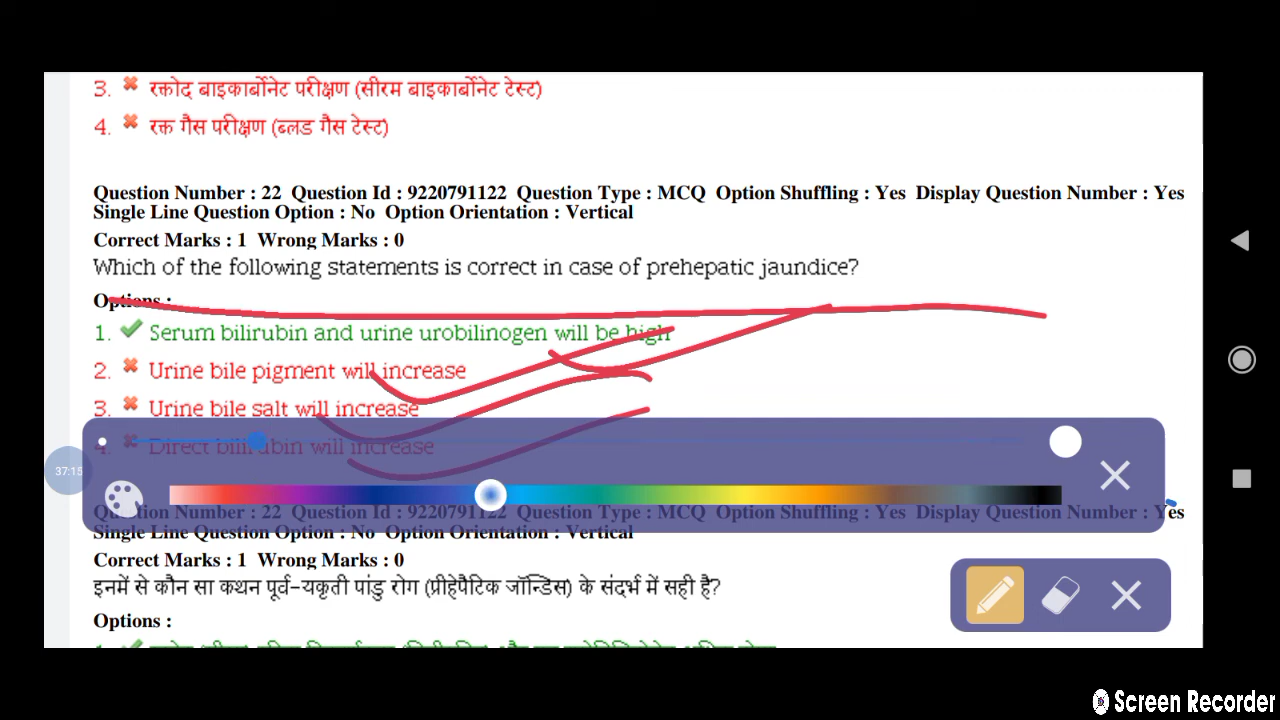 3. रक्तोद बाइकार्बोनेट परीक्षण (सीरम बाइकार्बोनेट टेस्ट)
4. रक्त गैस परीक्षण (ब्लड गैस टेस्ट)
Question Number : 22 Question Id : 9220791122 Question Type : MCQ Option Shuffling : Yes Display Question Number : Yes
Single Line Question Option : No Option Orientation : Vertical
Correct Marks : 1 Wrong Marks : 0
Which of the following statements is correct in case of prehepatic jaundice?
Options :
1. Serum bilirubin and urine urobilinogen will be high
2. Urine bile pigment will increase
3. Urine bile salt will increase
4. Direct bilirubin will increase
37:15
Question Number : 22 Question Id : 9220791122 Question Type : MCQ Option Shuffling : Yes Display Question Number : Yes
Single Line Question Option : No Option Orientation : Vertical
Correct Marks : 1 Wrong Marks : 0
इनमें से कौन सा कथन पूर्व-यकृती पांडु रोग (प्रीहेपैटिक जॉन्डिस) के संदर्भ में सही है?
Options :
Screen Recorder